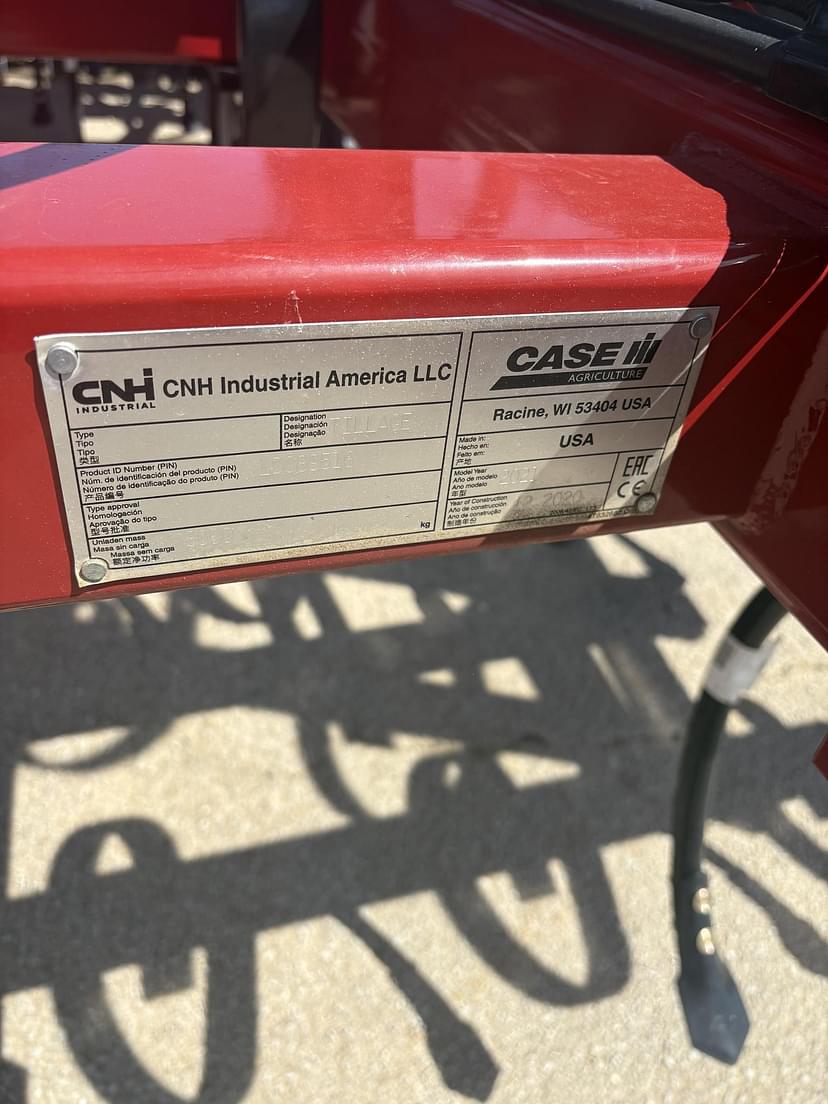 CNHi
INDUSTRIAL
CNH Industrial America LLC
Type
Tipo
Tipo
类型
Designation
Designación
Designação
名称
TILLAGE
Product ID Number (PIN)
Núm. de identificación del producto (PIN)
Número de identificação do produto (PIN)
产品编号
Type approval
Homologación
Aprovação do tipo
型号批准
Unladen mass
Masa sin carga
Massa sem carga
额定净功率
kg
CASE IH
AGRICULTURE
Racine, WI 53404 USA
Made in:
Hecho en:
Feito em:
产地
USA
Model Year
Año de modelo
Ano modelo
年型
Year of Construction
Año de construcción
Ano de construção
制造年份
2020
EAC
CE